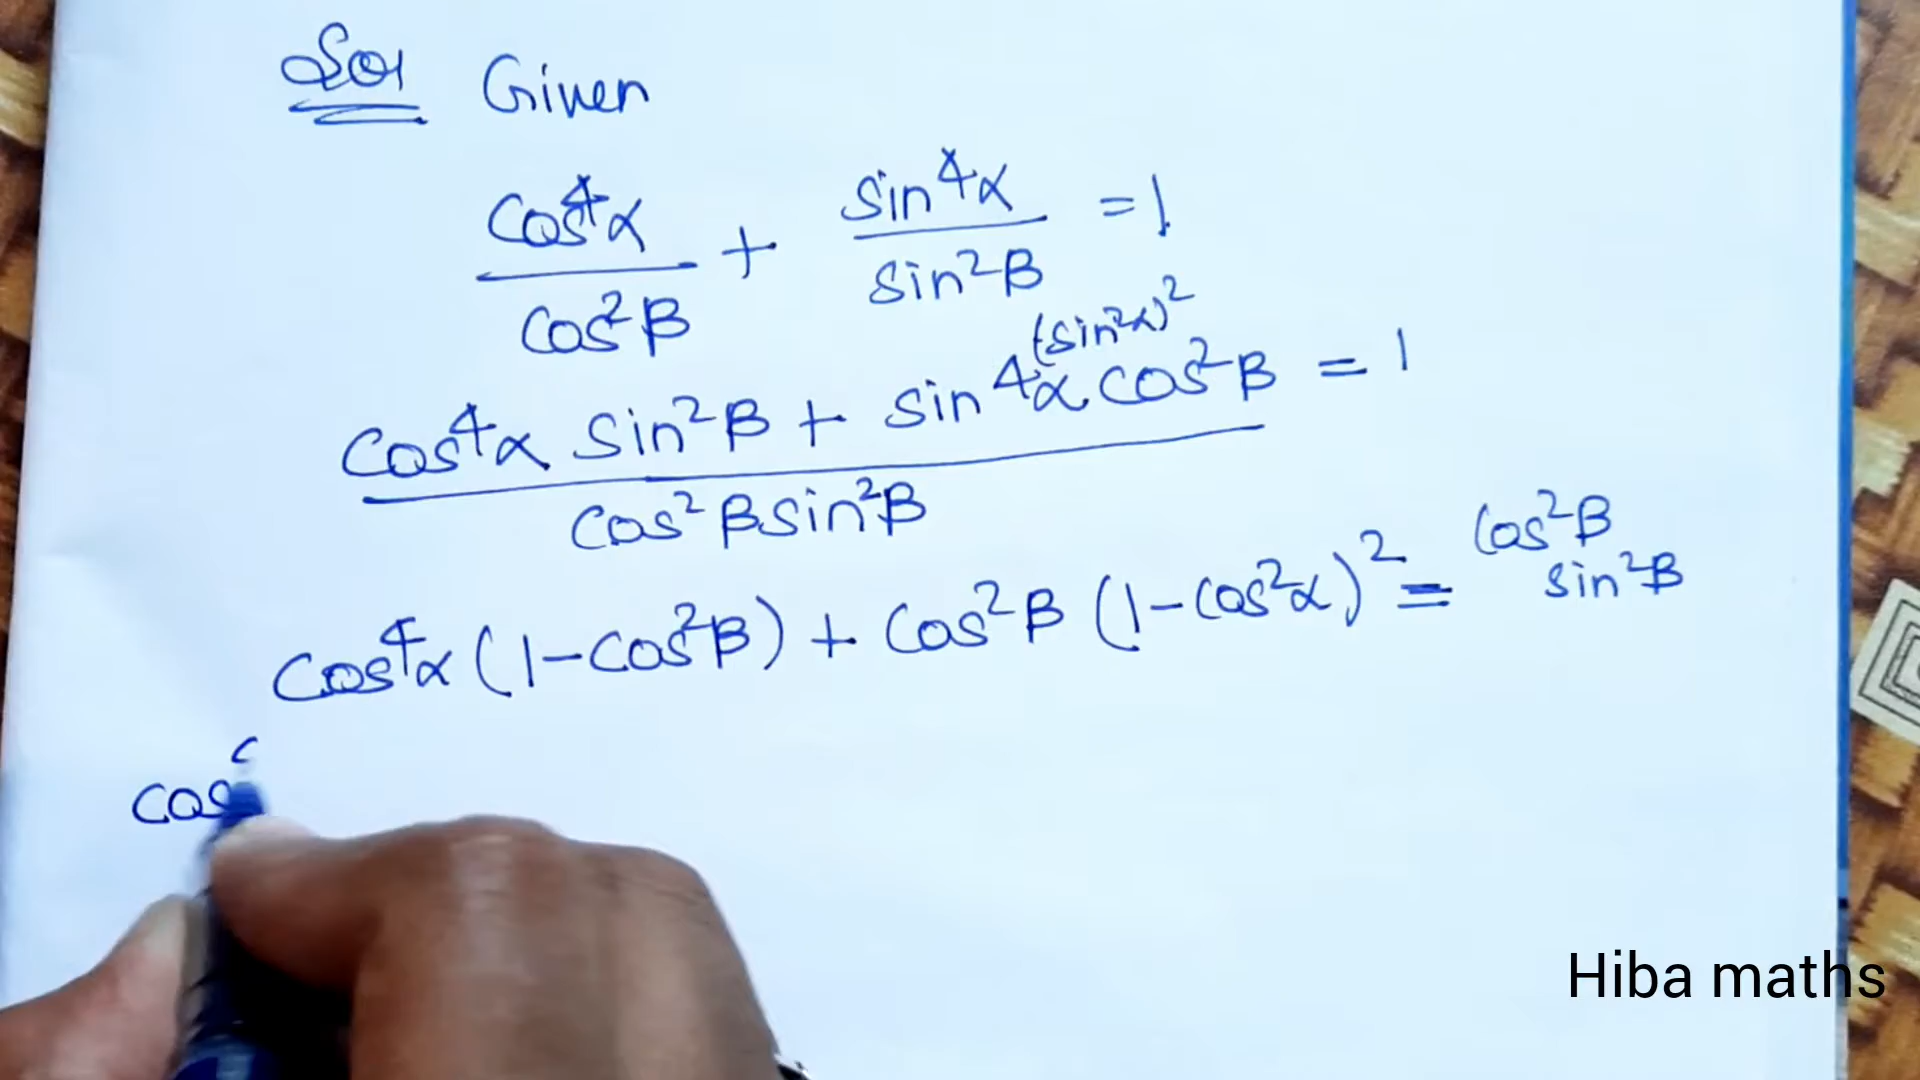 Sol Given
cos⁴α/cos²β + sin⁴α/sin²β = 1
(sin²α)²
cos⁴α sin²β + sin⁴α cos²β = 1
cos²β sin²β
cos⁴α (1-cos²β) + cos²β (1-cos²α)² = cos²β
sin²β
cos
Hiba maths